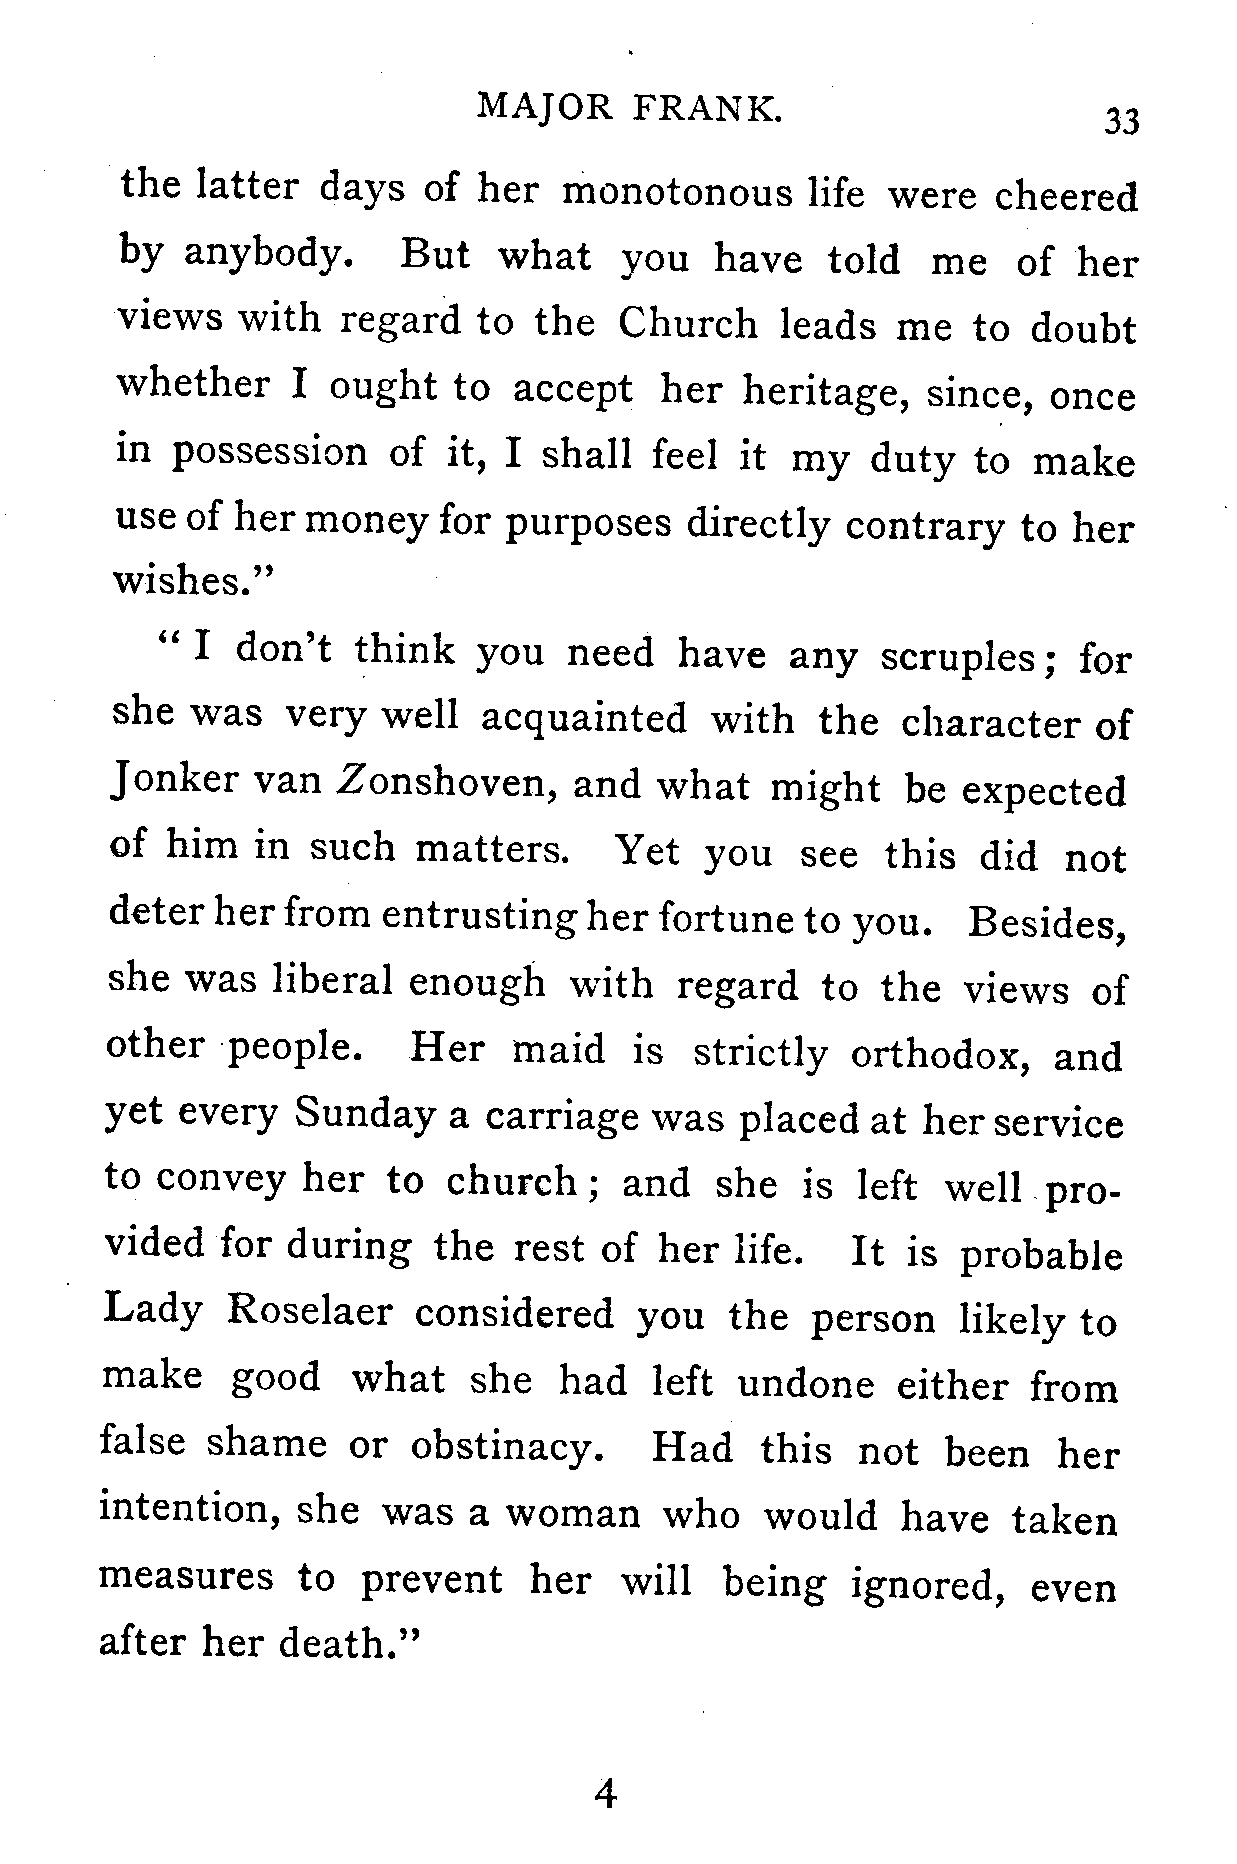 MAJOR FRANK.
33
the latter days of her monotonous life were cheered
by anybody. But what you have told me of her
views with regard to the Church leads me to doubt
whether I ought to accept her heritage, since, once
in possession of it, I shall feel it my duty to make
use of her money for purposes directly contrary to her
wishes.”
“ I don’t think you need have any scruples ; for
she was very well acquainted with the character of
Jonker van Zonshoven, and what might be expected
of him in such matters. Yet you see this did not
deter her from entrusting her fortune to you. Besides,
she was liberal enough with regard to the views of
other people. Her maid is strictly orthodox, and
yet every Sunday a carriage was placed at her service
to convey her to church ; and she is left well pro-
vided for during the rest of her life. It is probable
Lady Roselaer considered you the person likely to
make good what she had left undone either from
false shame or obstinacy. Had this not been her
intention, she was a woman who would have taken
measures to prevent her will being ignored, even
after her death.”
4